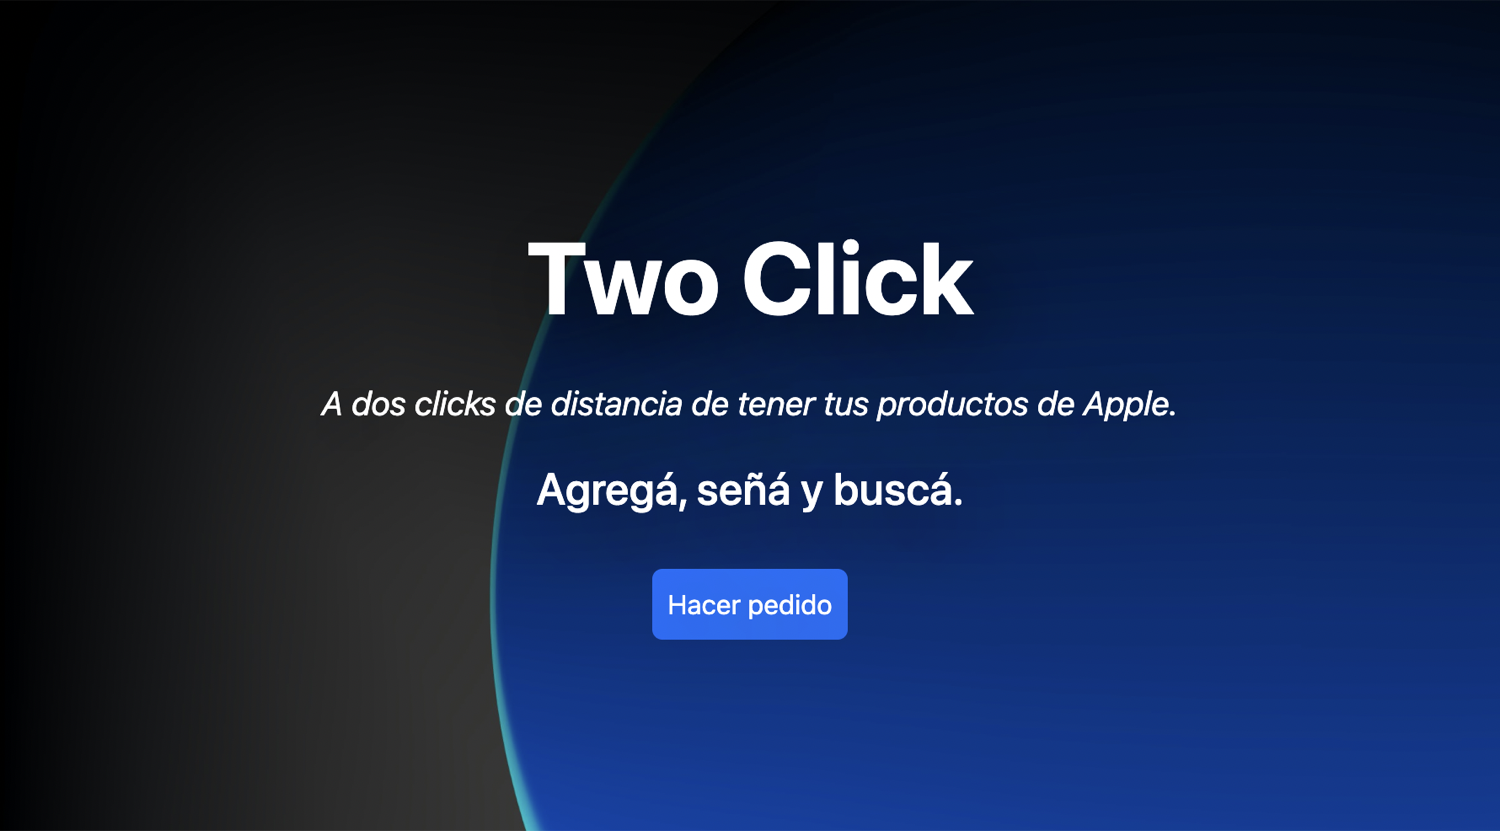 Two Click
A dos clicks de distancia de tener tus productos de Apple.
Agregá, señá y buscá.
Hacer pedido